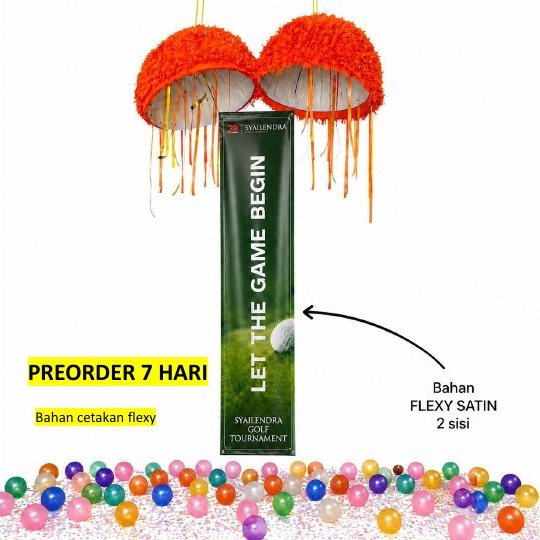 SYAILENDRA
LET THE GAME BEGIN
SYAILENDRA
GOLF
TOURNAMENT
PREORDER 7 HARI
Bahan cetakan flexy
Bahan
FLEXY SATIN
2 sisi